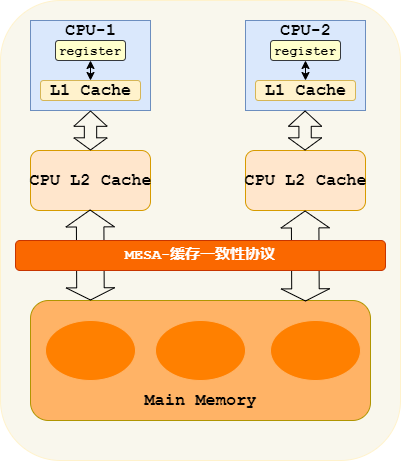 CPU-1
CPU-2
register
register
L1 Cache
L1 Cache
CPU L2 Cache
CPU L2 Cache
MESA-缓存一致性协议
Main Memory